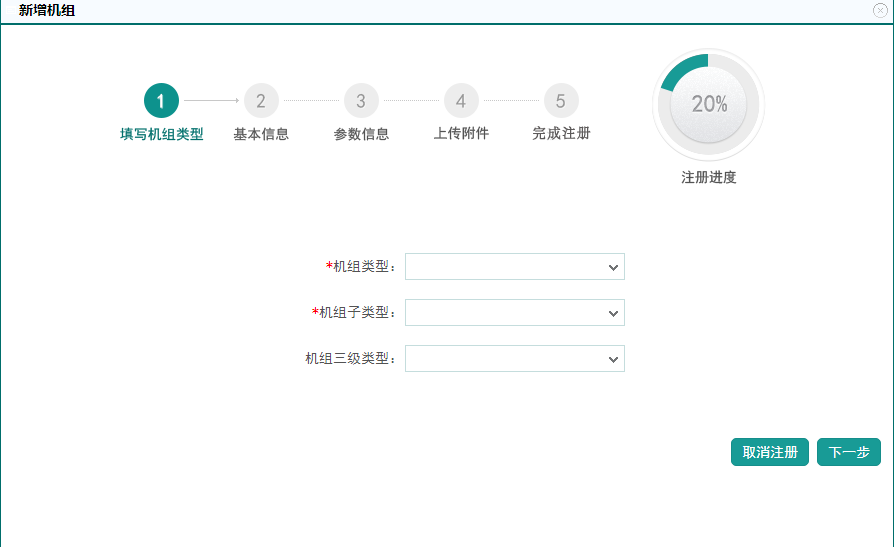 新增机组
1 2 3 4 5
填写机组类型 基本信息 参数信息 上传附件 完成注册
20%
注册进度
*机组类型：
*机组子类型：
机组三级类型：
取消注册 下一步